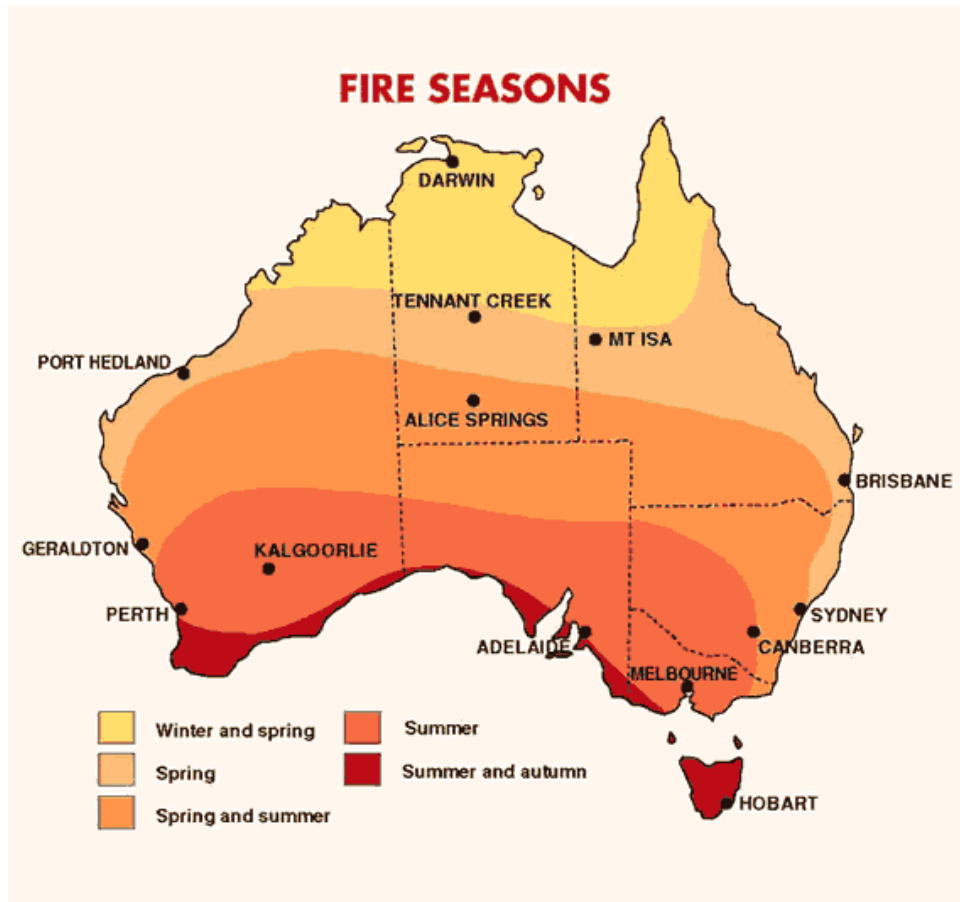 FIRE SEASONS
DARWIN
TENNANT CREEK
MT ISA
PORT HEDLAND
ALICE SPRINGS
BRISBANE
GERALDTON
KALGOORLIE
PERTH
SYDNEY
ADELAIDE
CANBERRA
MELBOURNE
Winter and spring
Summer
Spring
Summer and autumn
Spring and summer
HOBART